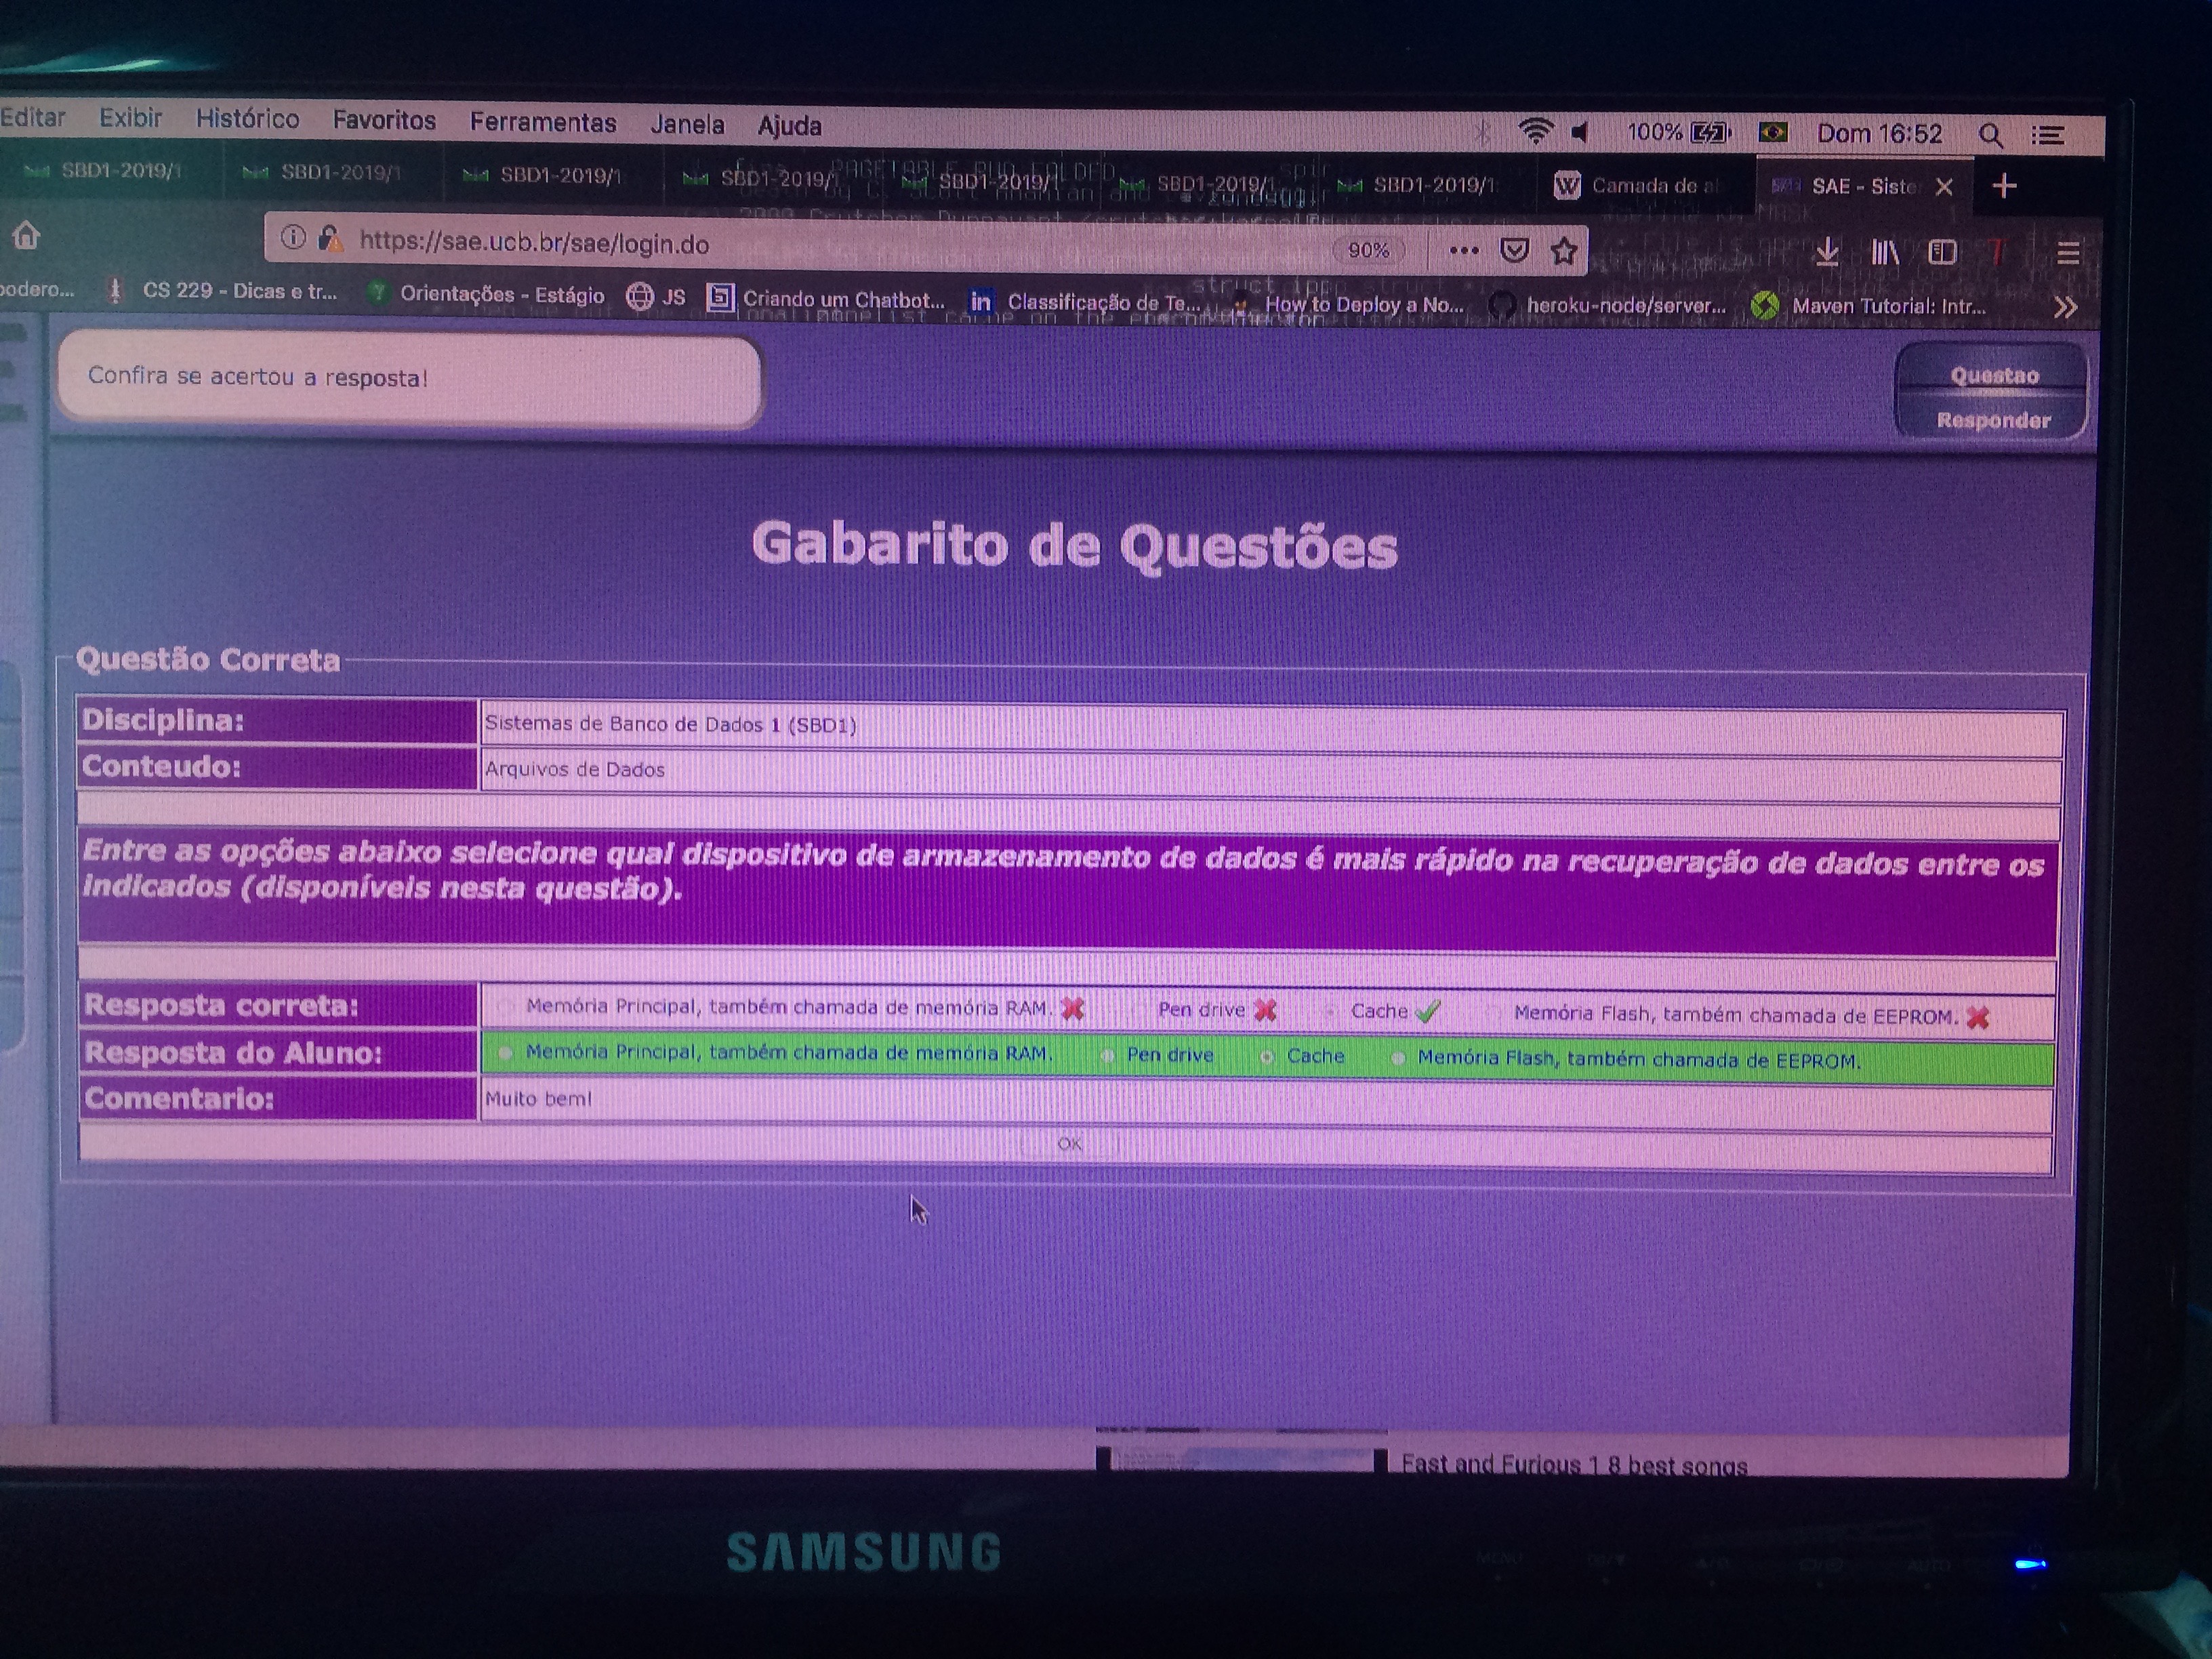 Editar Exibir Histórico Favoritos Ferramentas Janela Ajuda 100% Dom 16:52
SBD1-2019/1 SBD1-2019/1 SBD1-2019/1 SBD1-2019/1 SBD1-2019/1 SBD1-2019/1 SBD1-2019/1 Camada de a SAE - Siste
https://sae.ucb.br/sae/login.do 90%
podero... CS 229 - Dicas e tr... Orientações - Estágio JS Criando um Chatbot... Classificação de Te... How to Deploy a No... heroku-node/server... Maven Tutorial: Intr...
Confira se acertou a resposta!
Questao
Responder
Gabarito de Questões
Questão Correta
Disciplina: Sistemas de Banco de Dados 1 (SBD1)
Conteudo: Arquivos de Dados
Entre as opções abaixo selecione qual dispositivo de armazenamento de dados é mais rápido na recuperação de dados entre os
indicados (disponíveis nesta questão).
Resposta correta: Memória Principal, também chamada de memória RAM. Pen drive Cache Memória Flash, também chamada de EEPROM.
Resposta do Aluno: Memória Principal, também chamada de memória RAM. Pen drive Cache Memória Flash, também chamada de EEPROM.
Comentario: Muito bem!
OK
Fast and Furious 1 8 best songs
SAMSUNG
MENU AUTO